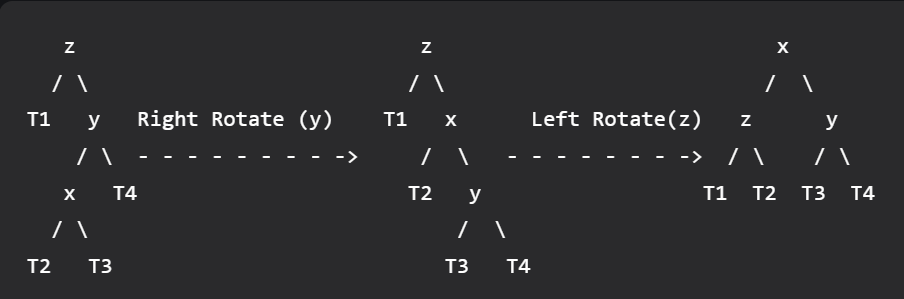 z                            z                            x
  / \                          / \                          /  \
T1   y   Right Rotate (y)    T1   x      Left Rotate(z)   z      y
    / \  - - - - - - - - ->      /  \   - - - - - - - ->  / \    / \
   x   T4                       T2   y                  T1  T2  T3  T4
  / \                               /  \
T2   T3                            T3   T4